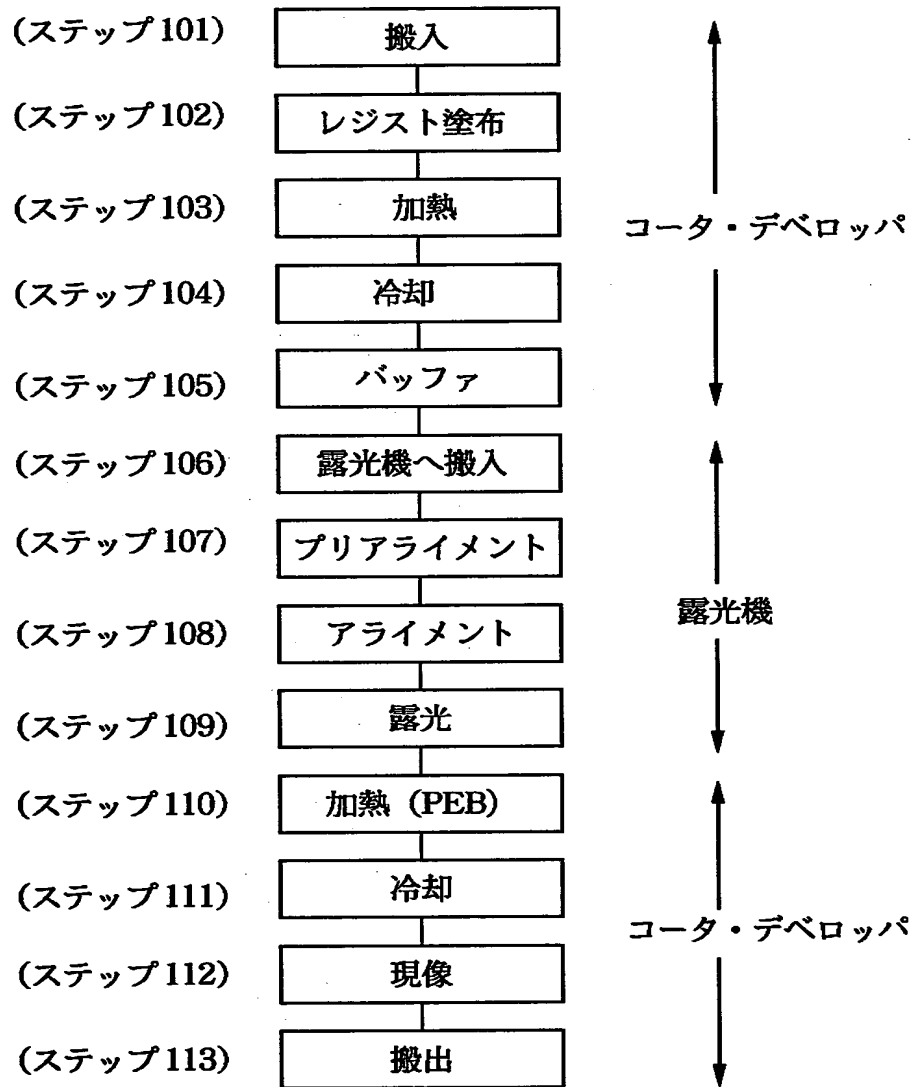 (ステップ101) 搬入
(ステップ102) レジスト塗布
(ステップ103) 加熱
コータ・デベロッパ
(ステップ104) 冷却
(ステップ105) バッファ
(ステップ106) 露光機へ搬入
(ステップ107) プリアライメント
(ステップ108) アライメント
露光機
(ステップ109) 露光
(ステップ110) 加熱 (PEB)
(ステップ111) 冷却
コータ・デベロッパ
(ステップ112) 現像
(ステップ113) 搬出